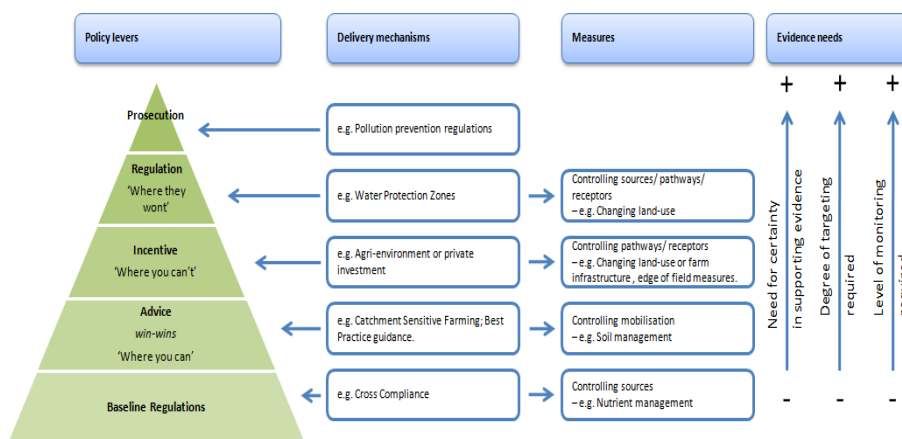 Policy levers
Delivery mechanisms
Measures
Evidence needs
+ + +
Prosecution
e.g. Pollution prevention regulations
Regulation
'Where they
wont'
e.g. Water Protection Zones
Controlling sources/ pathways/
receptors
– e.g. Changing land-use
Incentive
'Where you can't'
e.g. Agri-environment or private
investment
Controlling pathways/ receptors
– e.g. Changing land-use or farm
infrastructure , edge of field measures.
Advice
win-wins
'Where you can'
e.g. Catchment Sensitive Farming; Best
Practice guidance.
Controlling mobilisation
– e.g. Soil management
Baseline Regulations
e.g. Cross Compliance
Controlling sources
– e.g. Nutrient management
Need for certainty
in supporting evidence
Degree of targeting
required
Level of monitoring
- - -